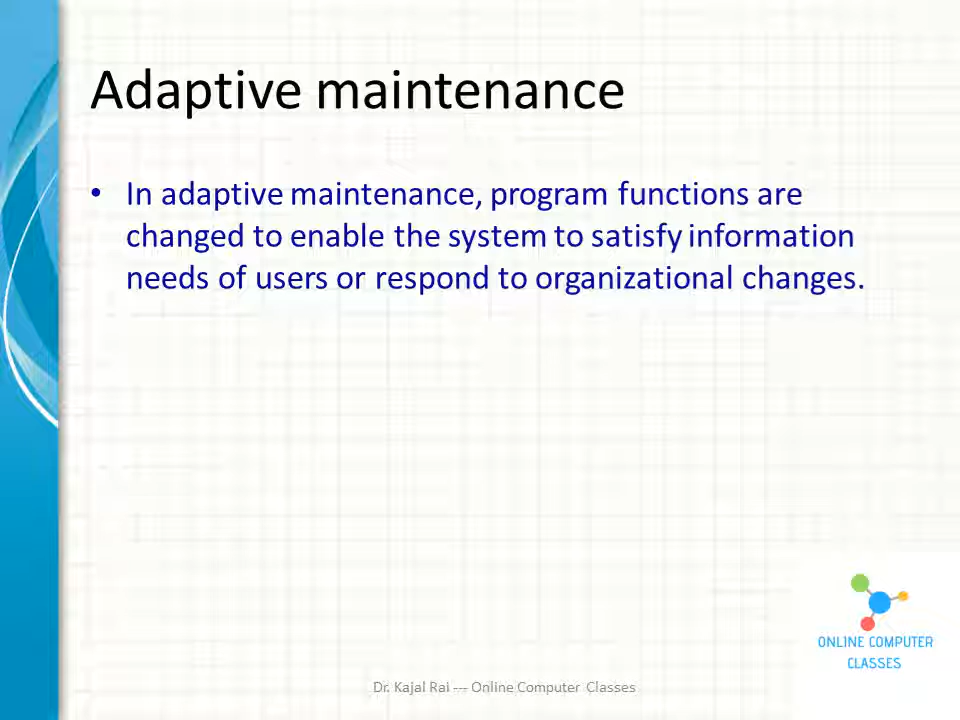 Adaptive maintenance
• In adaptive maintenance, program functions are
changed to enable the system to satisfy information
needs of users or respond to organizational changes.
ONLINE COMPUTER
CLASSES
Dr. Kajal Rai --- Online Computer Classes